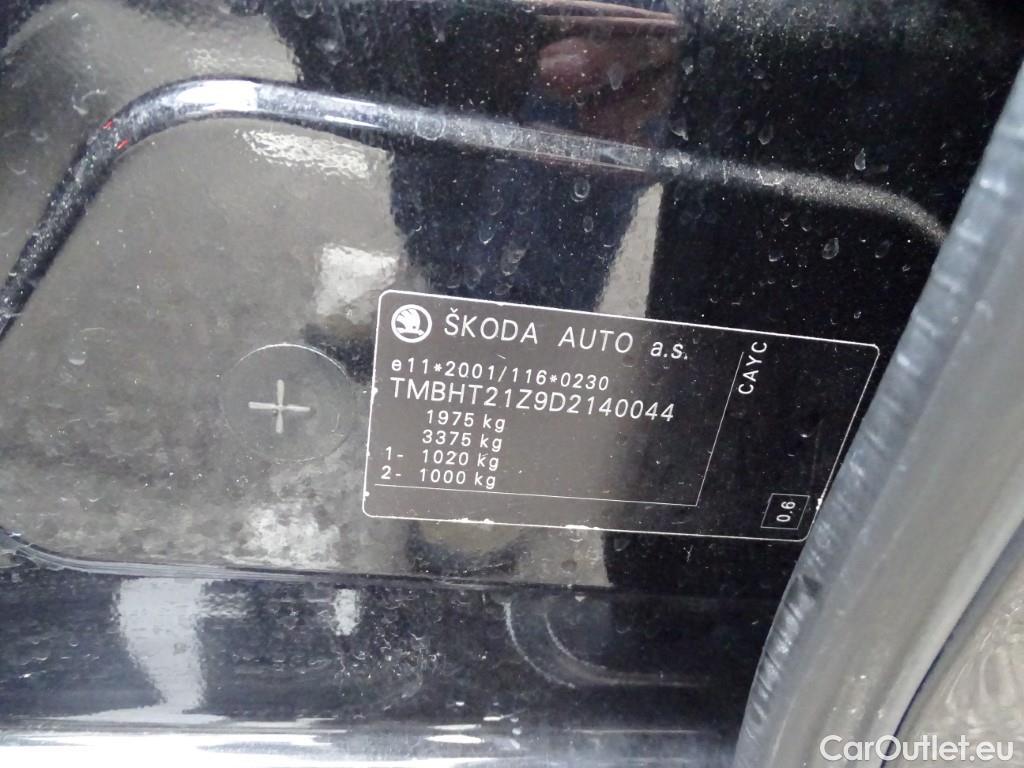 ŠKODA AUTO a.s.
e11*2001/116*0230
TMBHT21Z9D2140044
1975 kg
3375 kg
1- 1020 kg
2- 1000 kg
CAYC
0.6
CarOutlet.eu